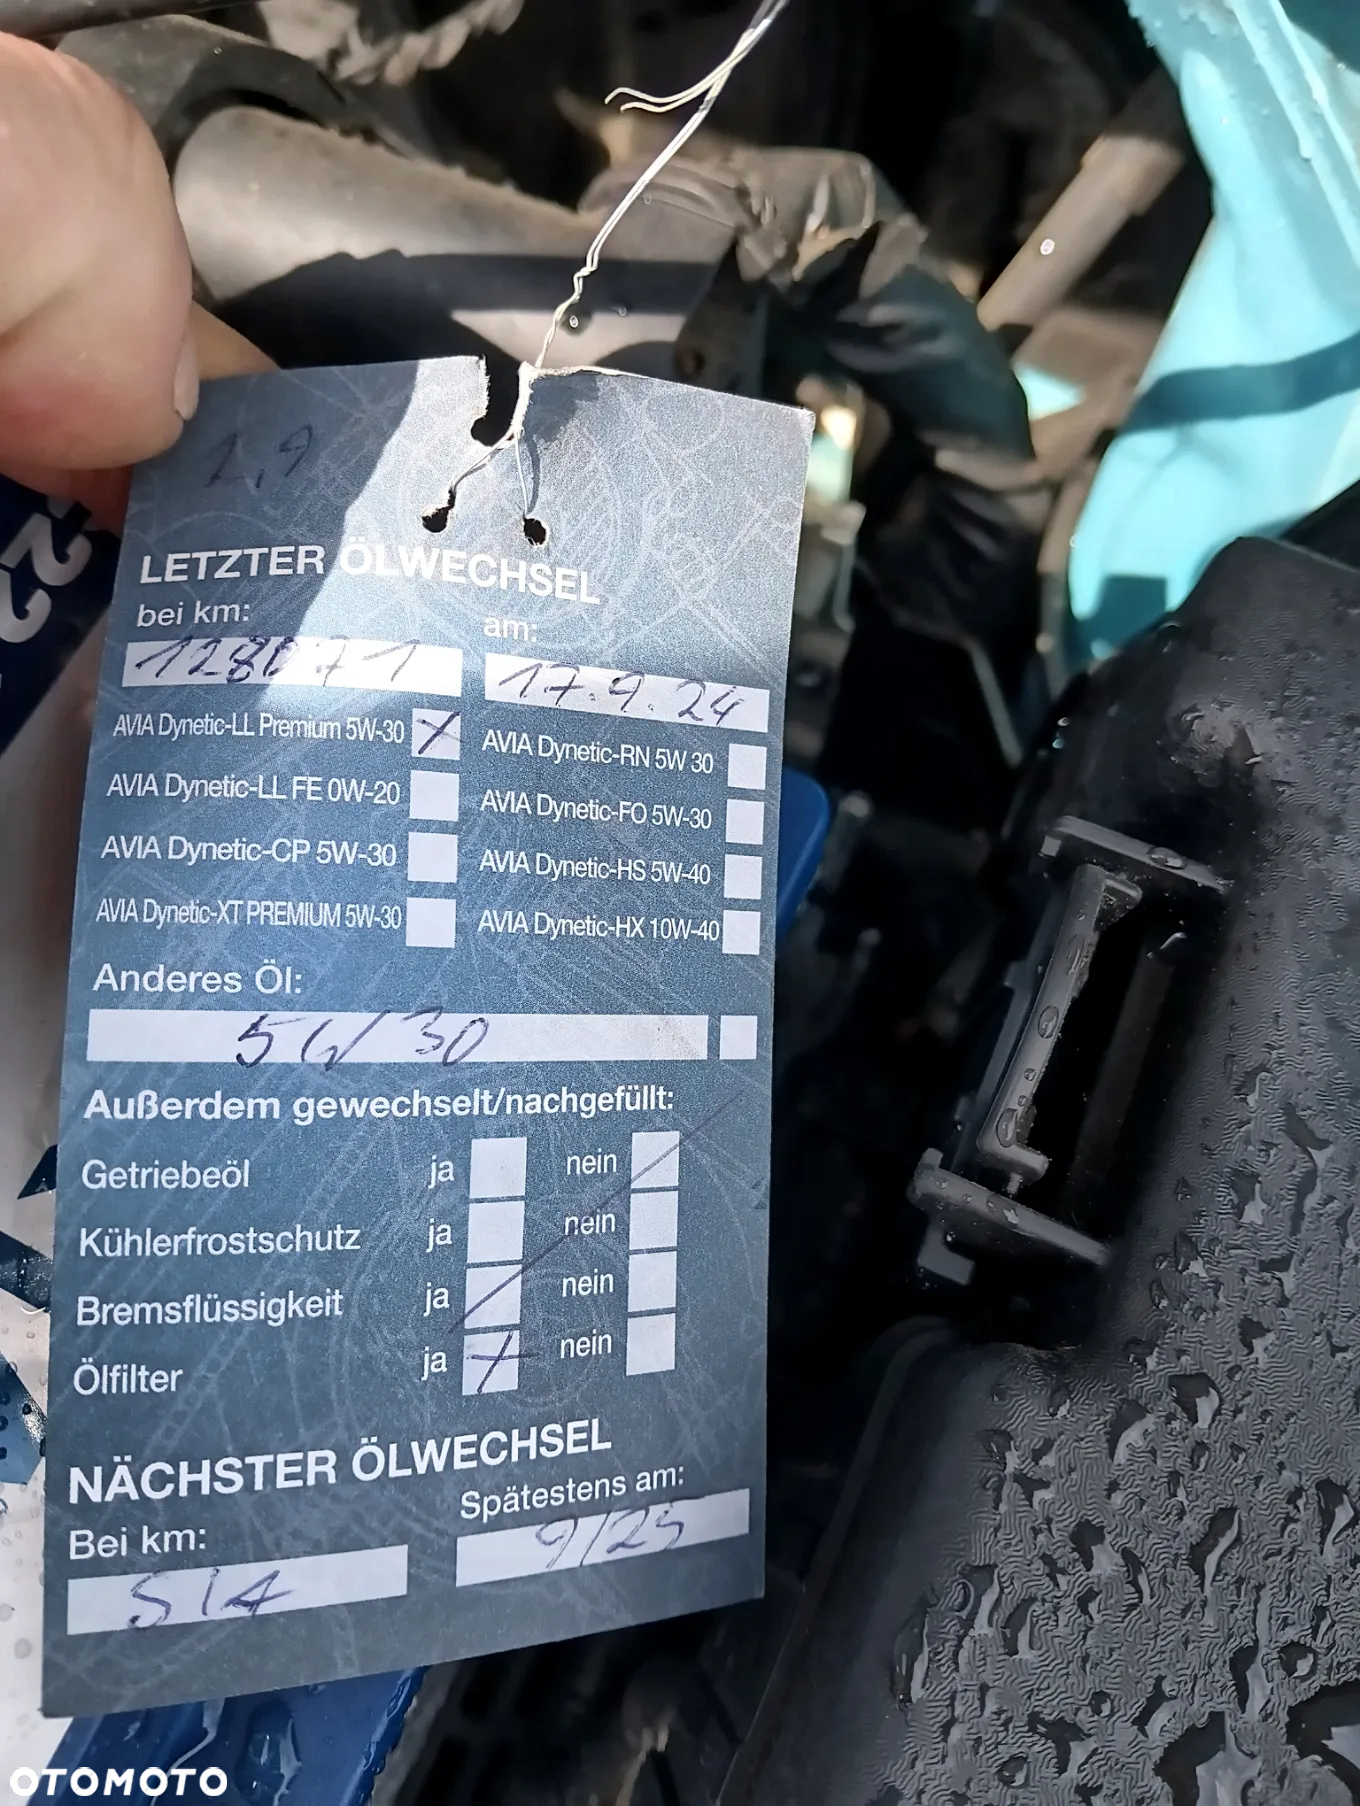 2,9
LETZTER ÖLWECHSEL
bei km: am:
128071 17.9.24
AVIA Dynetic-LL Premium 5W-30 AVIA Dynetic-RN 5W 30
AVIA Dynetic-LL FE 0W-20 AVIA Dynetic-FO 5W-30
AVIA Dynetic-CP 5W-30 AVIA Dynetic-HS 5W-40
AVIA Dynetic-XT PREMIUM 5W-30 AVIA Dynetic-HX 10W-40
Anderes Öl:
5W30
Außerdem gewechselt/nachgefüllt:
Getriebeöl ja nein
Kühlerfrostschutz ja nein
Bremsflüssigkeit ja nein
Ölfilter ja nein
NÄCHSTER ÖLWECHSEL
Bei km: Spätestens am:
9/25
OTOMOTO